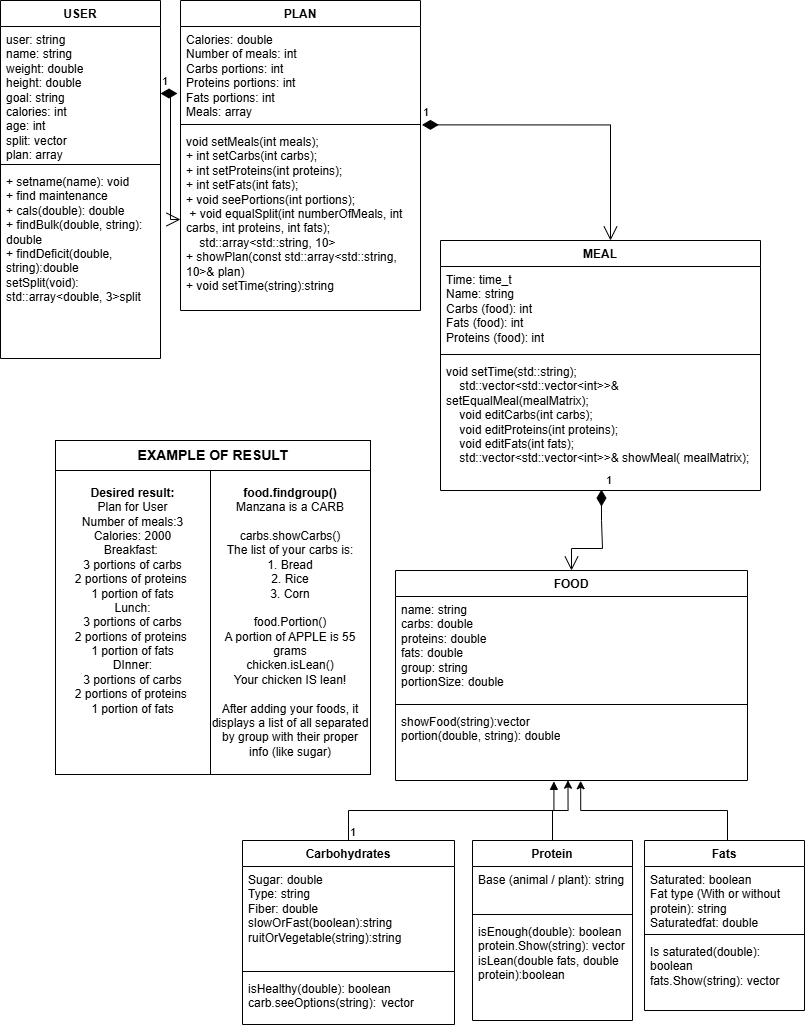 USER
user: string
name: string
weight: double
height: double
goal: string
calories: int
age: int
split: vector
plan: array
+ setname(name): void
+ find maintenance
+ cals(double): double
+ findBulk(double, string):
double
+ findDeficit(double,
string):double
setSplit(void):
std::array<double, 3>split
1
PLAN
Calories: double
Number of meals: int
Carbs portions: int
Proteins portions: int
Fats portions: int
Meals: array
void setMeals(int meals);
+ int setCarbs(int carbs);
+ int setProteins(int proteins);
+ int setFats(int fats);
+ void seePortions(int portions);
+ void equalSplit(int numberOfMeals, int
carbs, int proteins, int fats);
std::array<std::string, 10>
+ showPlan(const std::array<std::string,
10>& plan)
+ void setTime(string):string
1
MEAL
Time: time_t
Name: string
Carbs (food): int
Fats (food): int
Proteins (food): int
void setTime(std::string);
std::vector<std::vector<int>>&
setEqualMeal(mealMatrix);
void editCarbs(int carbs);
void editProteins(int proteins);
void editFats(int fats);
std::vector<std::vector<int>>& showMeal( mealMatrix);
1
EXAMPLE OF RESULT
Desired result:
Plan for User
Number of meals:3
Calories: 2000
Breakfast:
3 portions of carbs
2 portions of proteins
1 portion of fats
Lunch:
3 portions of carbs
2 portions of proteins
1 portion of fats
DInner:
3 portions of carbs
2 portions of proteins
1 portion of fats
food.findgroup()
Manzana is a CARB
carbs.showCarbs()
The list of your carbs is:
1. Bread
2. Rice
3. Corn
food.Portion()
A portion of APPLE is 55
grams
chicken.isLean()
Your chicken IS lean!
After adding your foods, it
displays a list of all separated
by group with their proper
info (like sugar)
FOOD
name: string
carbs: double
proteins: double
fats: double
group: string
portionSize: double
showFood(string):vector
portion(double, string): double
1
Carbohydrates
Sugar: double
Type: string
Fiber: double
slowOrFast(boolean):string
ruitOrVegetable(string):string
isHealthy(double): boolean
carb.seeOptions(string): vector
Protein
Base (animal / plant): string
isEnough(double): boolean
protein.Show(string): vector
isLean(double fats, double
protein):boolean
Fats
Saturated: boolean
Fat type (With or without
protein): string
Saturatedfat: double
Is saturated(double):
boolean
fats.Show(string): vector